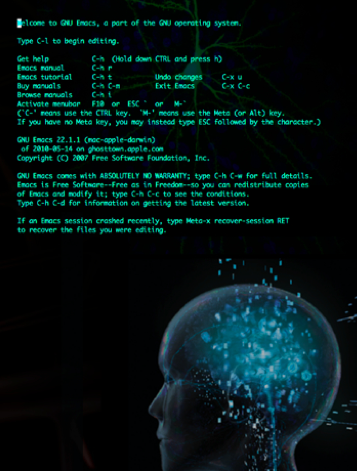 Welcome to GNU Emacs, a part of the GNU operating system.
Type C-l to begin editing.
Get help C-h (Hold down CTRL and press h)
Emacs manual C-h r
Emacs tutorial C-h t Undo changes C-x u
Buy manuals C-h C-m Exit Emacs C-x C-c
Browse manuals C-h i
Activate menubar F10 or ESC ` or M-`
(`C-' means use the CTRL key. `M-' means use the Meta (or Alt) key.
If you have no Meta key, you may instead type ESC followed by the character.)
GNU Emacs 22.1.1 (mac-apple-darwin)
of 2010-05-14 on ghosttown.apple.com
Copyright (C) 2007 Free Software Foundation, Inc.
GNU Emacs comes with ABSOLUTELY NO WARRANTY; type C-h C-w for full details.
Emacs is Free Software--Free as in Freedom--so you can redistribute copies
of Emacs and modify it; type C-h C-c to see the conditions.
Type C-h C-d for information on getting the latest version.
If an Emacs session crashed recently, type Meta-x recover-session RET
to recover the files you were editing.